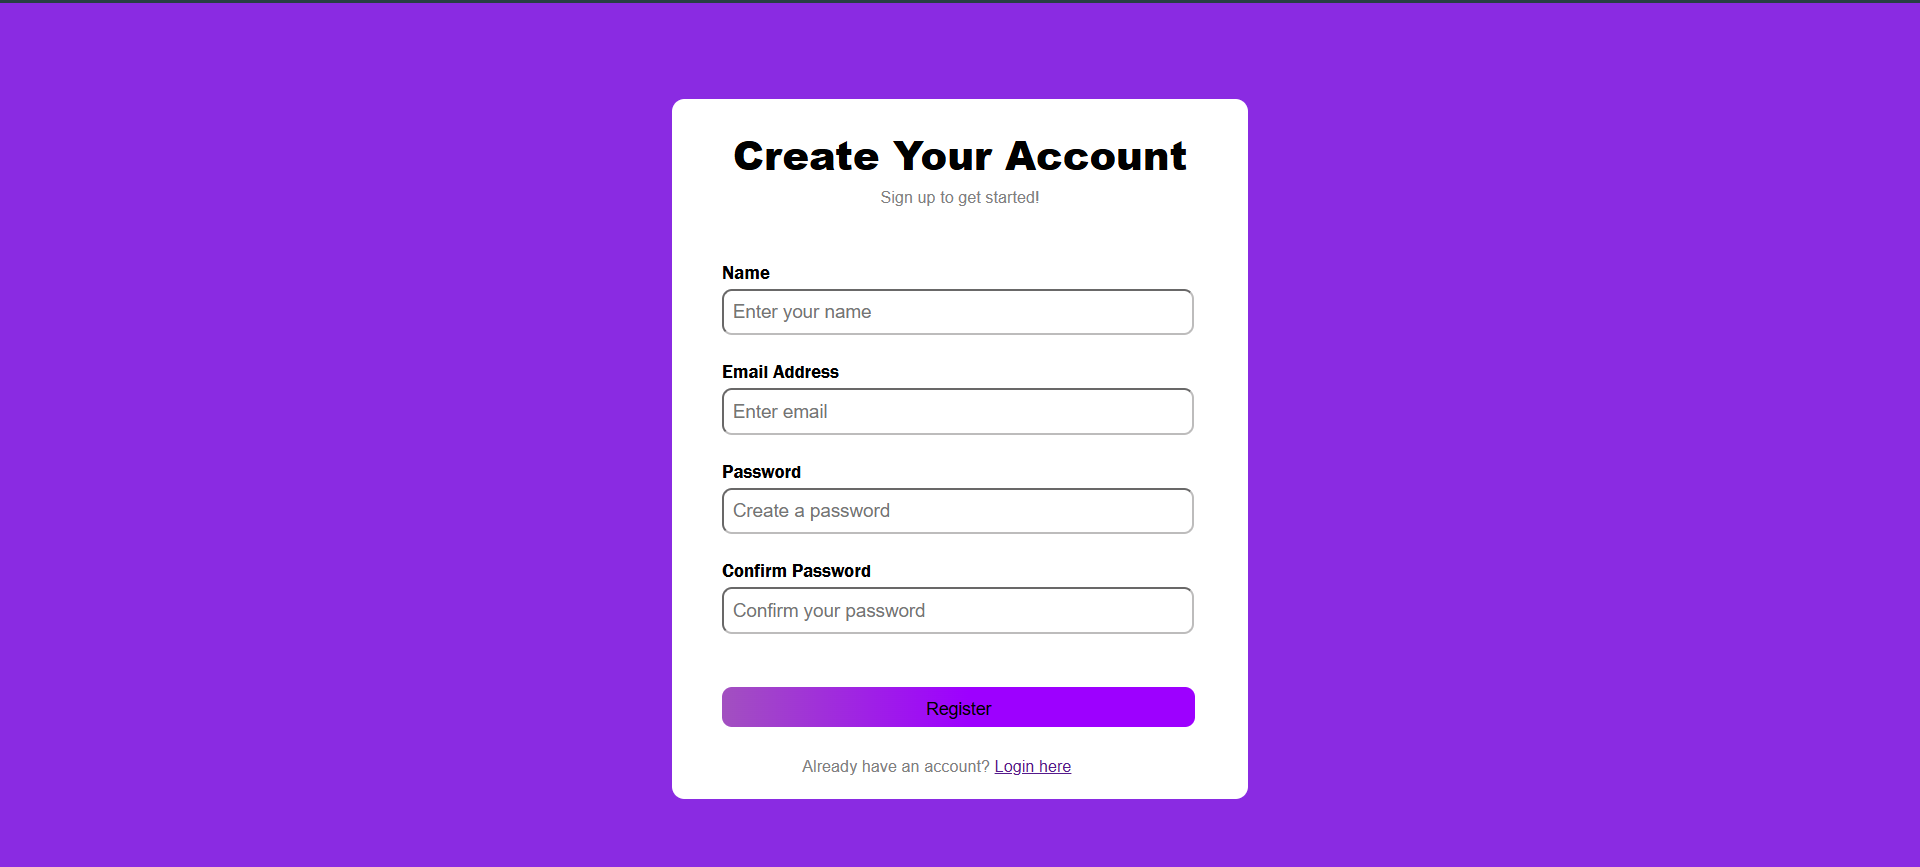 Create Your Account
Sign up to get started!
Name
Enter your name
Email Address
Enter email
Password
Create a password
Confirm Password
Confirm your password
Register
Already have an account? Login here